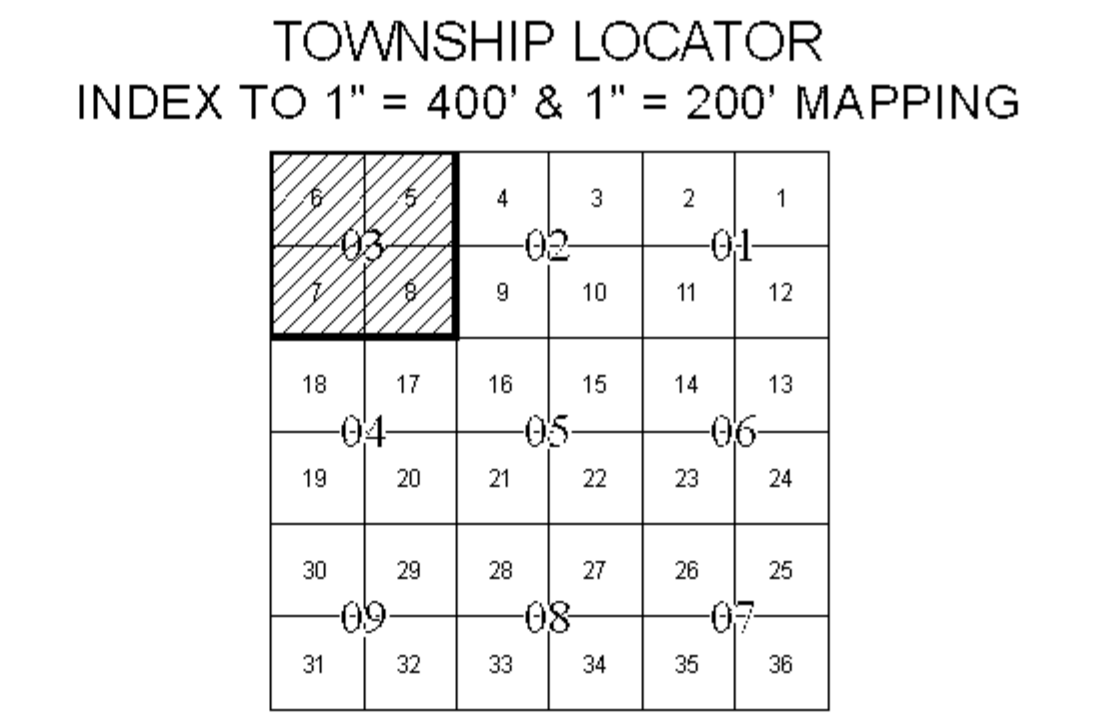 TOWNSHIP LOCATOR
INDEX TO 1" = 400' & 1" = 200' MAPPING
6 5 4 3 2 1
03 02 01
7 8 9 10 11 12
18 17 16 15 14 13
04 05 06
19 20 21 22 23 24
30 29 28 27 26 25
09 08 07
31 32 33 34 35 36